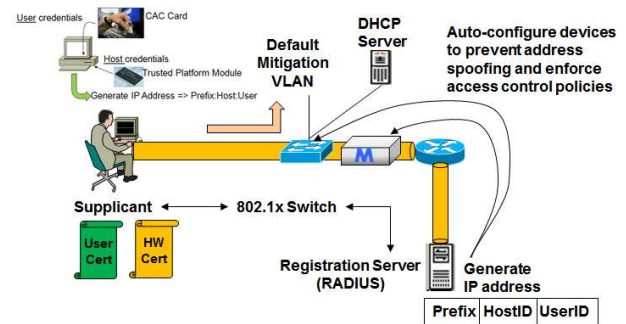 User credentials
CAC Card
Host credentials
Trusted Platform Module
Generate IP Address => Prefix:Host:User
Default
Mitigation
VLAN
DHCP
Server
Auto-configure devices
to prevent address
spoofing and enforce
access control policies
M
Supplicant
802.1x Switch
User
Cert
HW
Cert
Registration Server
(RADIUS)
Generate
IP address
Prefix HostID UserID